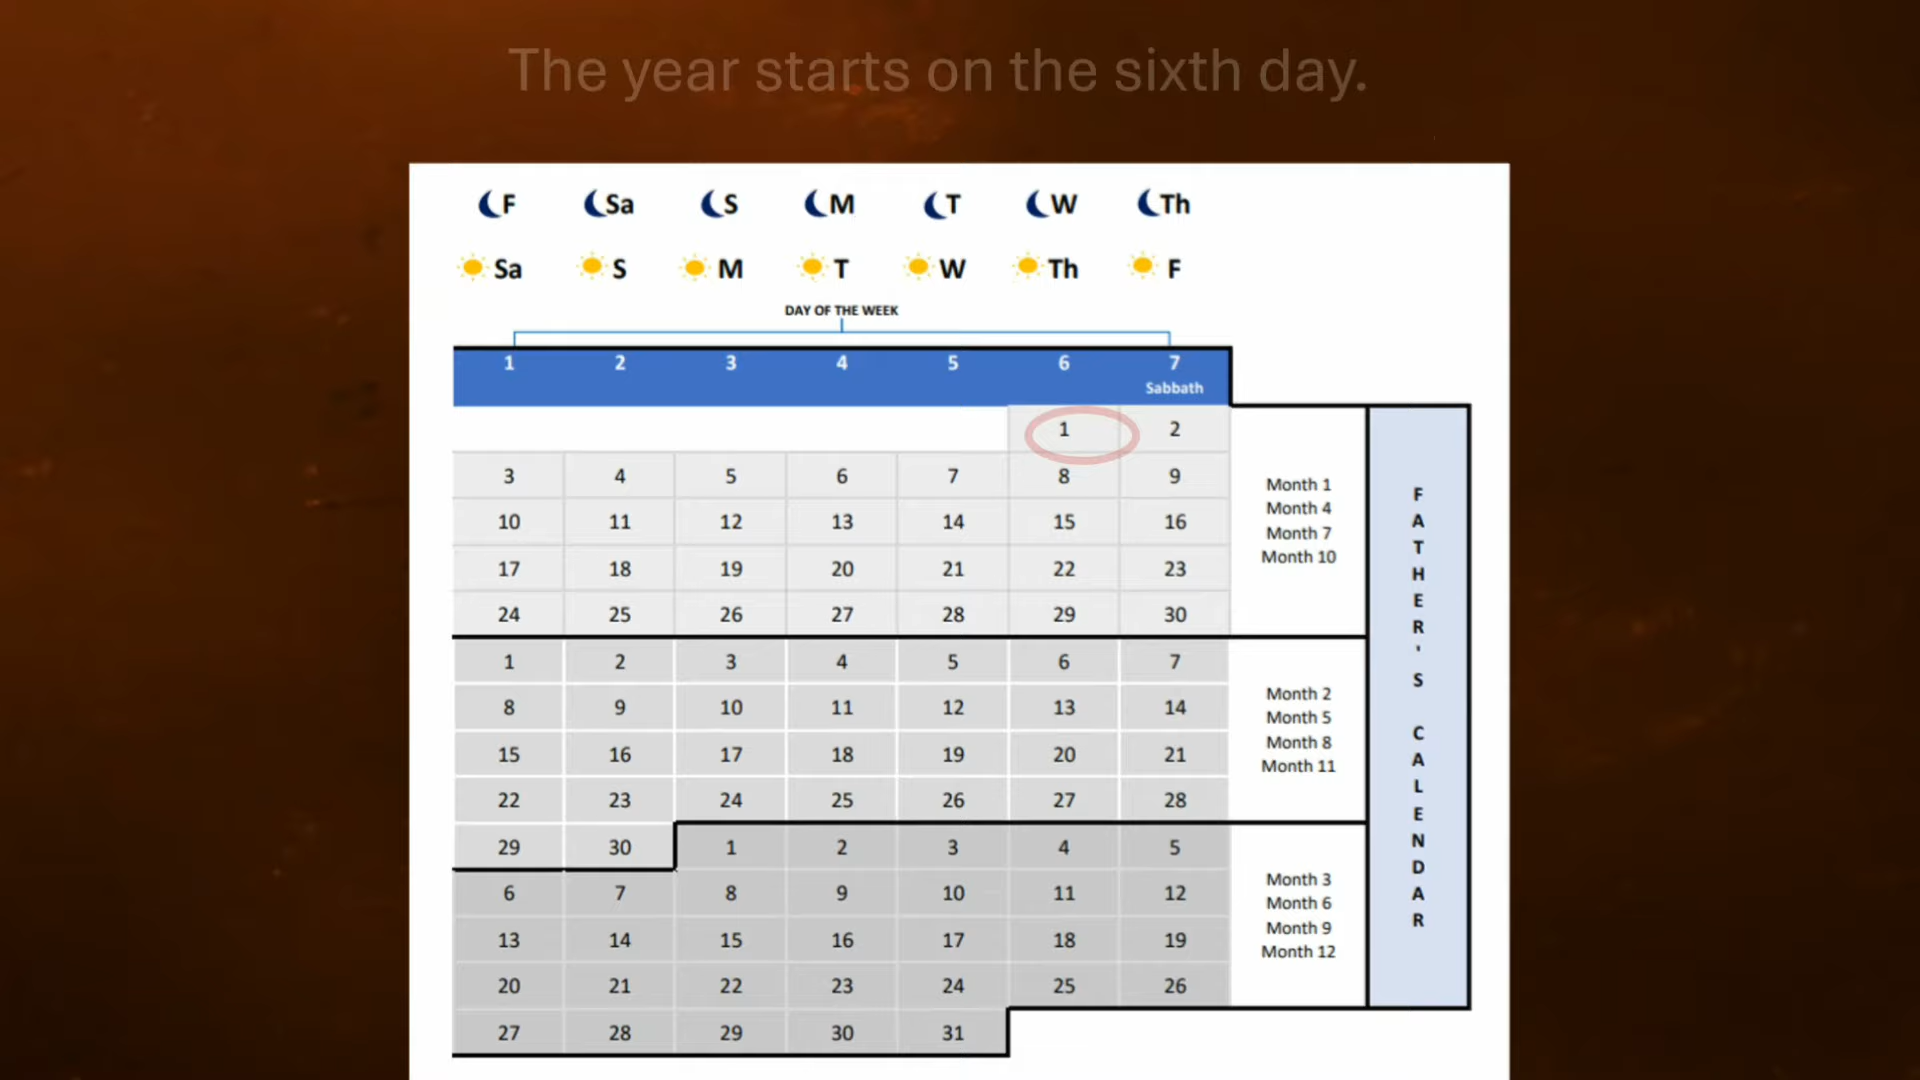 The year starts on the sixth day.
F Sa S M T W Th
Sa S M T W Th F
DAY OF THE WEEK
1 2 3 4 5 6 7
Sabbath
1 2
3 4 5 6 7 8 9
10 11 12 13 14 15 16
17 18 19 20 21 22 23
24 25 26 27 28 29 30
Month 1
Month 4
Month 7
Month 10
1 2 3 4 5 6 7
8 9 10 11 12 13 14
15 16 17 18 19 20 21
22 23 24 25 26 27 28
29 30
Month 2
Month 5
Month 8
Month 11
1 2 3 4 5
6 7 8 9 10 11 12
13 14 15 16 17 18 19
20 21 22 23 24 25 26
27 28 29 30 31
Month 3
Month 6
Month 9
Month 12
FATHER'S CALENDAR